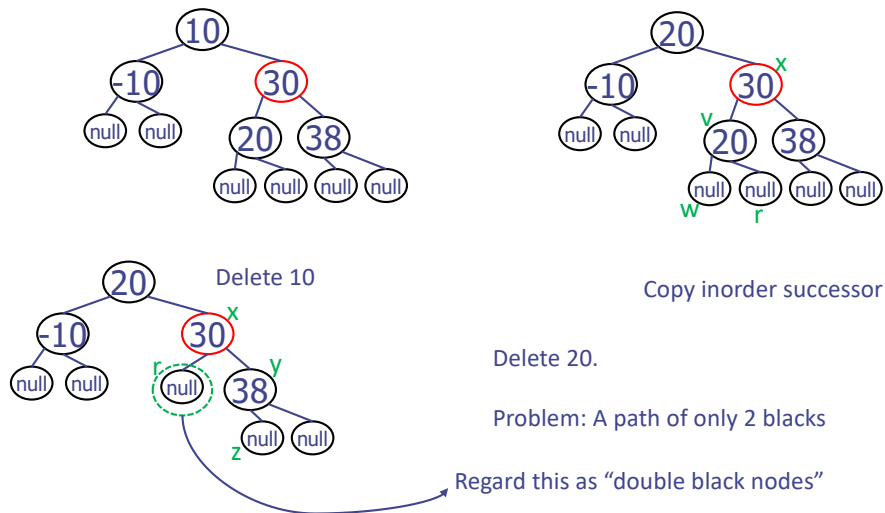 10
-10
30
null
null
20
38
null
null
null
null
20
x
-10
30
v
null
null
20
38
null
null
null
null
w
r
Delete 10
20
x
-10
30
r
y
null
null
null
38
null
null
z
Copy inorder successor
Delete 20.
Problem: A path of only 2 blacks
Regard this as “double black nodes”